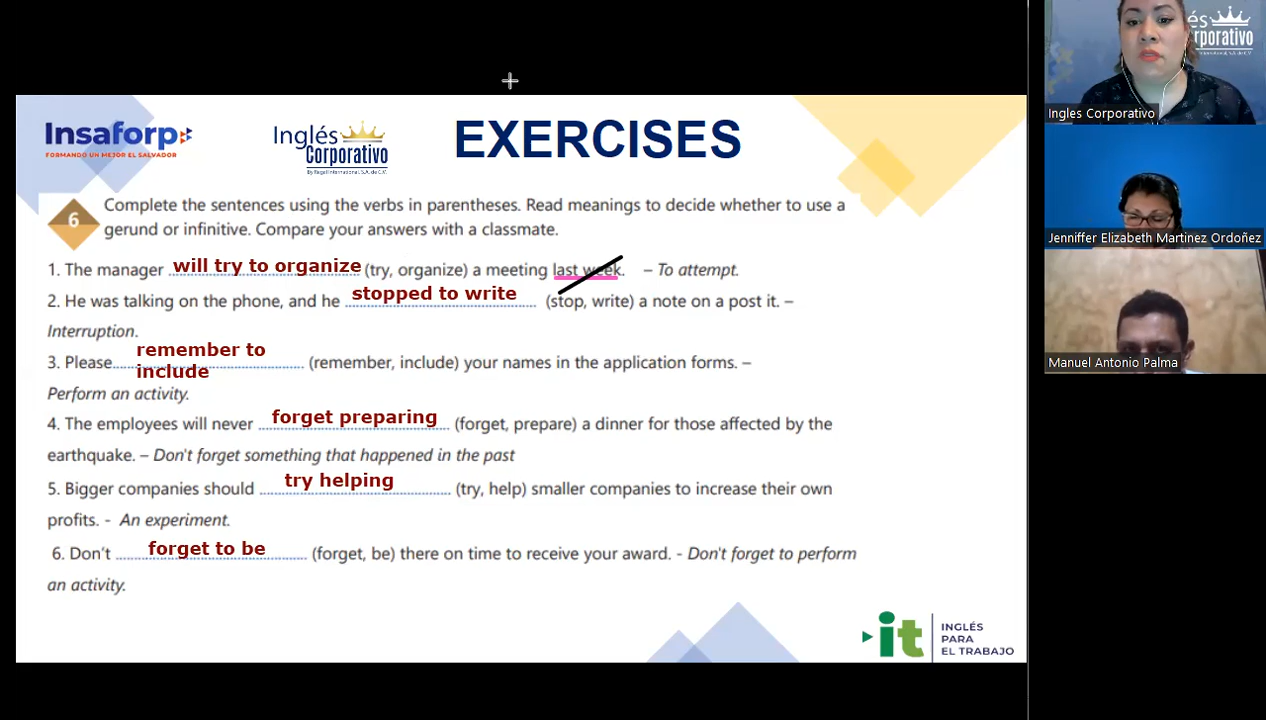 Insaforp
FORMANDO UN MEJOR EL SALVADOR
Inglés
Corporativo
By Regal International, S.A. de C.V.
EXERCISES
6
Complete the sentences using the verbs in parentheses. Read meanings to decide whether to use a
gerund or infinitive. Compare your answers with a classmate.
1. The manager will try to organize (try, organize) a meeting last week. – To attempt.
2. He was talking on the phone, and he stopped to write (stop, write) a note on a post it. –
Interruption.
3. Please remember to include (remember, include) your names in the application forms. –
Perform an activity.
4. The employees will never forget preparing (forget, prepare) a dinner for those affected by the
earthquake. – Don't forget something that happened in the past
5. Bigger companies should try helping (try, help) smaller companies to increase their own
profits. - An experiment.
6. Don't forget to be (forget, be) there on time to receive your award. - Don't forget to perform
an activity.
it
INGLÉS
PARA
EL TRABAJO
és
rporativo
Ingles Corporativo
Jenniffer Elizabeth Martinez Ordoñez
Manuel Antonio Palma